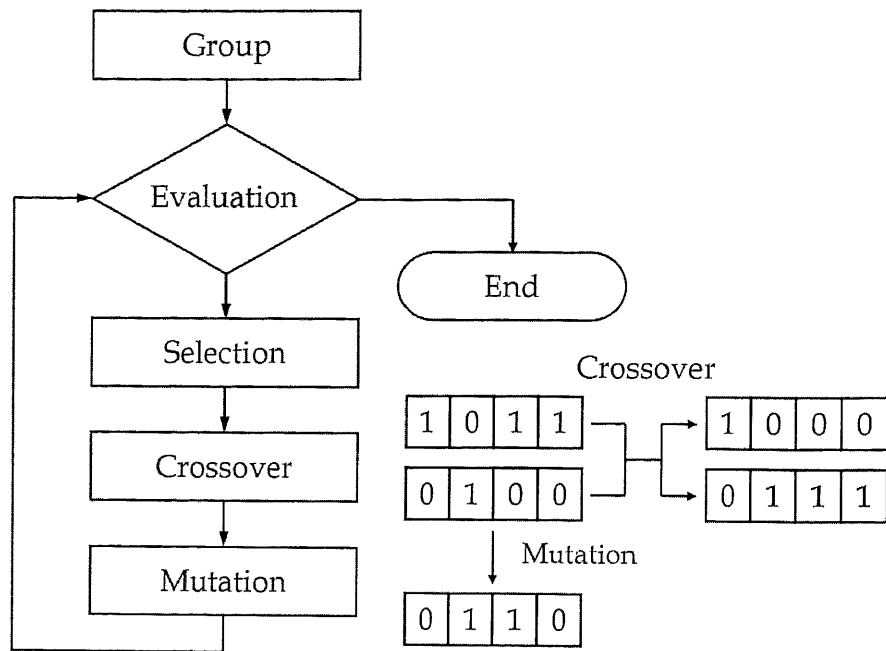 Group
Evaluation
End
Selection
Crossover
Mutation
Crossover
1 0 1 1
1 0 0 0
0 1 0 0
0 1 1 1
Mutation
0 1 1 0